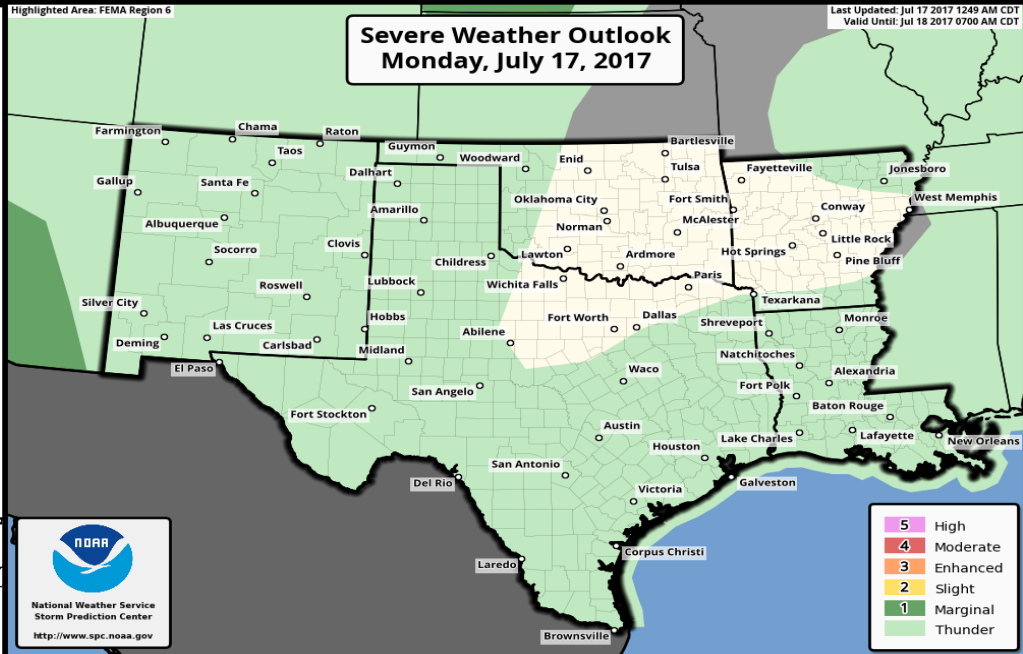 Highlighted Area: FEMA Region 6
Last Updated: Jul 17 2017 1249 AM CDT
Valid Until: Jul 18 2017 0700 AM CDT
Severe Weather Outlook
Monday, July 17, 2017
Farmington
Chama
Raton
Taos
Guymon
Woodward
Enid
Bartlesville
Tulsa
Fayetteville
Jonesboro
Gallup
Santa Fe
Dalhart
Oklahoma City
Fort Smith
West Memphis
Albuquerque
Amarillo
Norman
McAlester
Conway
Socorro
Clovis
Childress
Lawton
Ardmore
Hot Springs
Little Rock
Pine Bluff
Roswell
Lubbock
Wichita Falls
Paris
Texarkana
Silver City
Las Cruces
Hobbs
Abilene
Fort Worth
Dallas
Shreveport
Monroe
Deming
Carlsbad
Midland
Natchitoches
El Paso
San Angelo
Waco
Fort Polk
Alexandria
Fort Stockton
Austin
Houston
Lake Charles
Baton Rouge
Lafayette
New Orleans
Del Rio
San Antonio
Victoria
Galveston
Laredo
Corpus Christi
Brownsville
NOAA
National Weather Service
Storm Prediction Center
http://www.spc.noaa.gov
5 High
4 Moderate
3 Enhanced
2 Slight
1 Marginal
Thunder